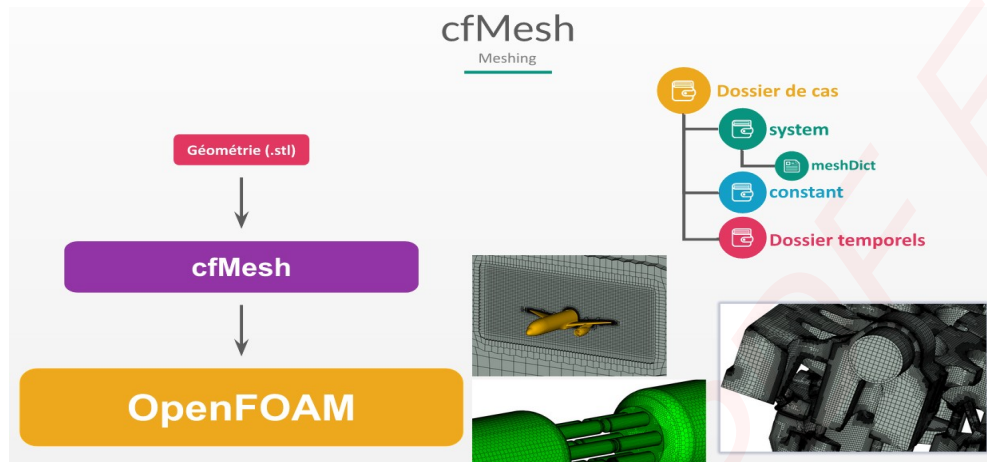 cfMesh
Meshing
Dossier de cas
system
Géométrie (.stl)
meshDict
constant
Dossier temporels
cfMesh
OpenFOAM